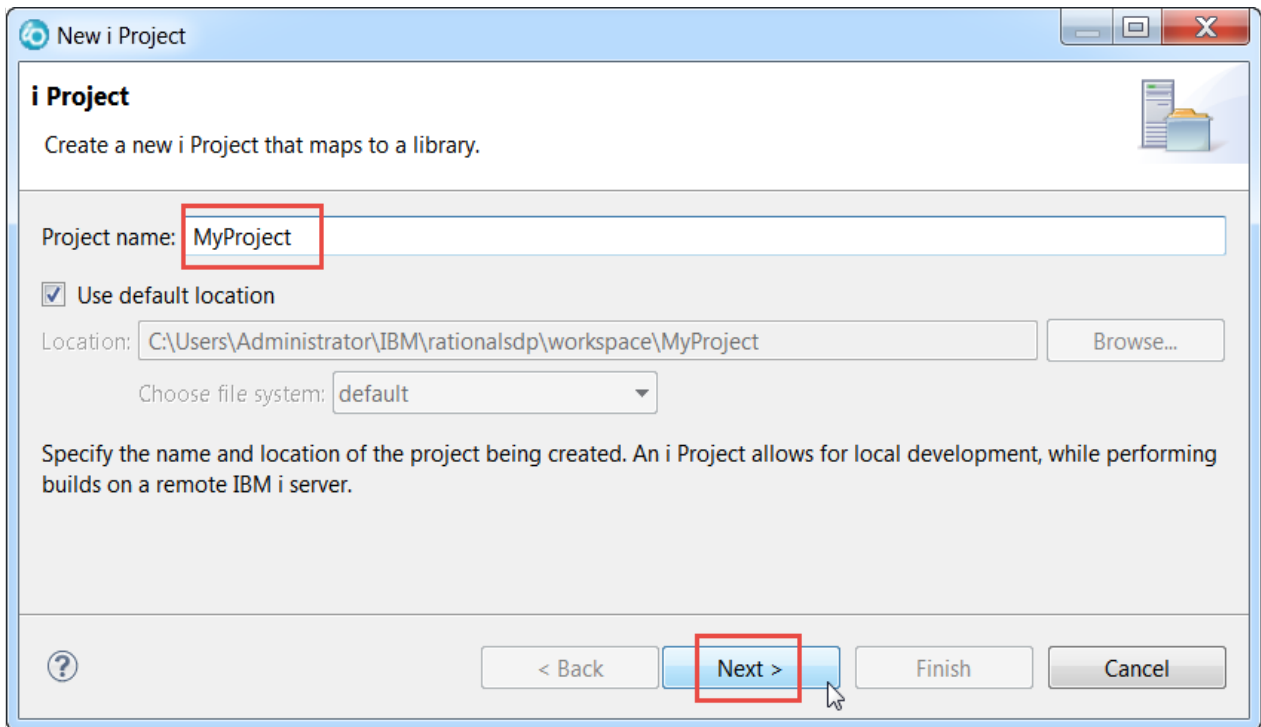 New i Project
i Project
Create a new i Project that maps to a library.
Project name: MyProject
Use default location
Location: C:\Users\Administrator\IBM\rationalsdp\workspace\MyProject Browse...
Choose file system: default
Specify the name and location of the project being created. An i Project allows for local development, while performing
builds on a remote IBM i server.
? < Back Next > Finish Cancel